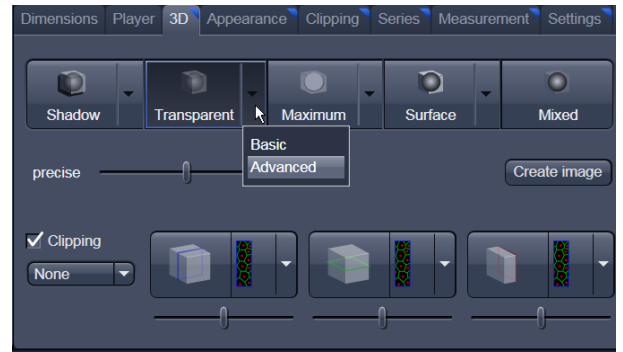 Dimensions Player 3D Appearance Clipping Series Measurement Settings
Shadow Transparent Maximum Surface Mixed
Basic
Advanced
precise Create image
Clipping
None